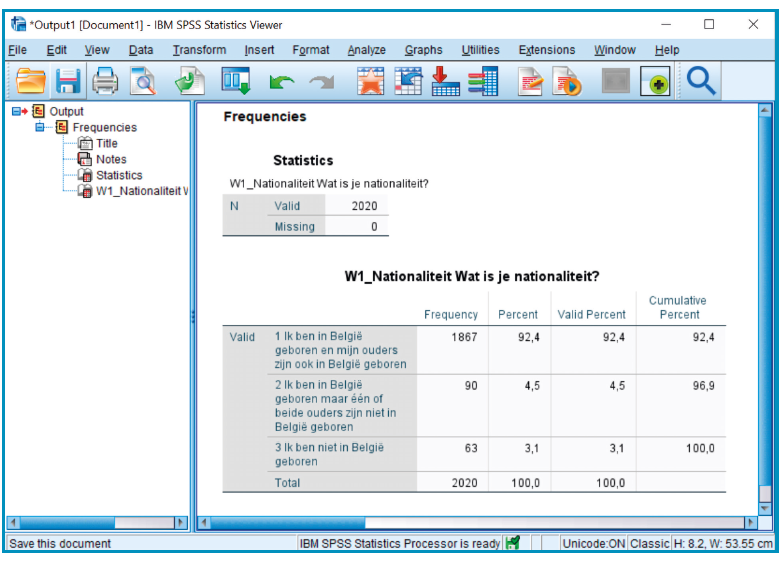 *Output1 [Document1] - IBM SPSS Statistics Viewer
File Edit View Data Transform Insert Format Analyze Graphs Utilities Extensions Window Help
Output
Frequencies
Title
Notes
Statistics
W1_Nationaliteit W
Frequencies
Statistics
W1_Nationaliteit Wat is je nationaliteit?
N Valid 2020
Missing 0
W1_Nationaliteit Wat is je nationaliteit?
Frequency Percent Valid Percent Cumulative Percent
Valid 1 Ik ben in België 1867 92,4 92,4 92,4
geboren en mijn ouders
zijn ook in België geboren
2 Ik ben in België 90 4,5 4,5 96,9
geboren maar één of
beide ouders zijn niet in
België geboren
3 Ik ben niet in België 63 3,1 3,1 100,0
geboren
Total 2020 100,0 100,0
Save this document IBM SPSS Statistics Processor is ready Unicode:ON Classic H: 8.2, W: 53.55 cm